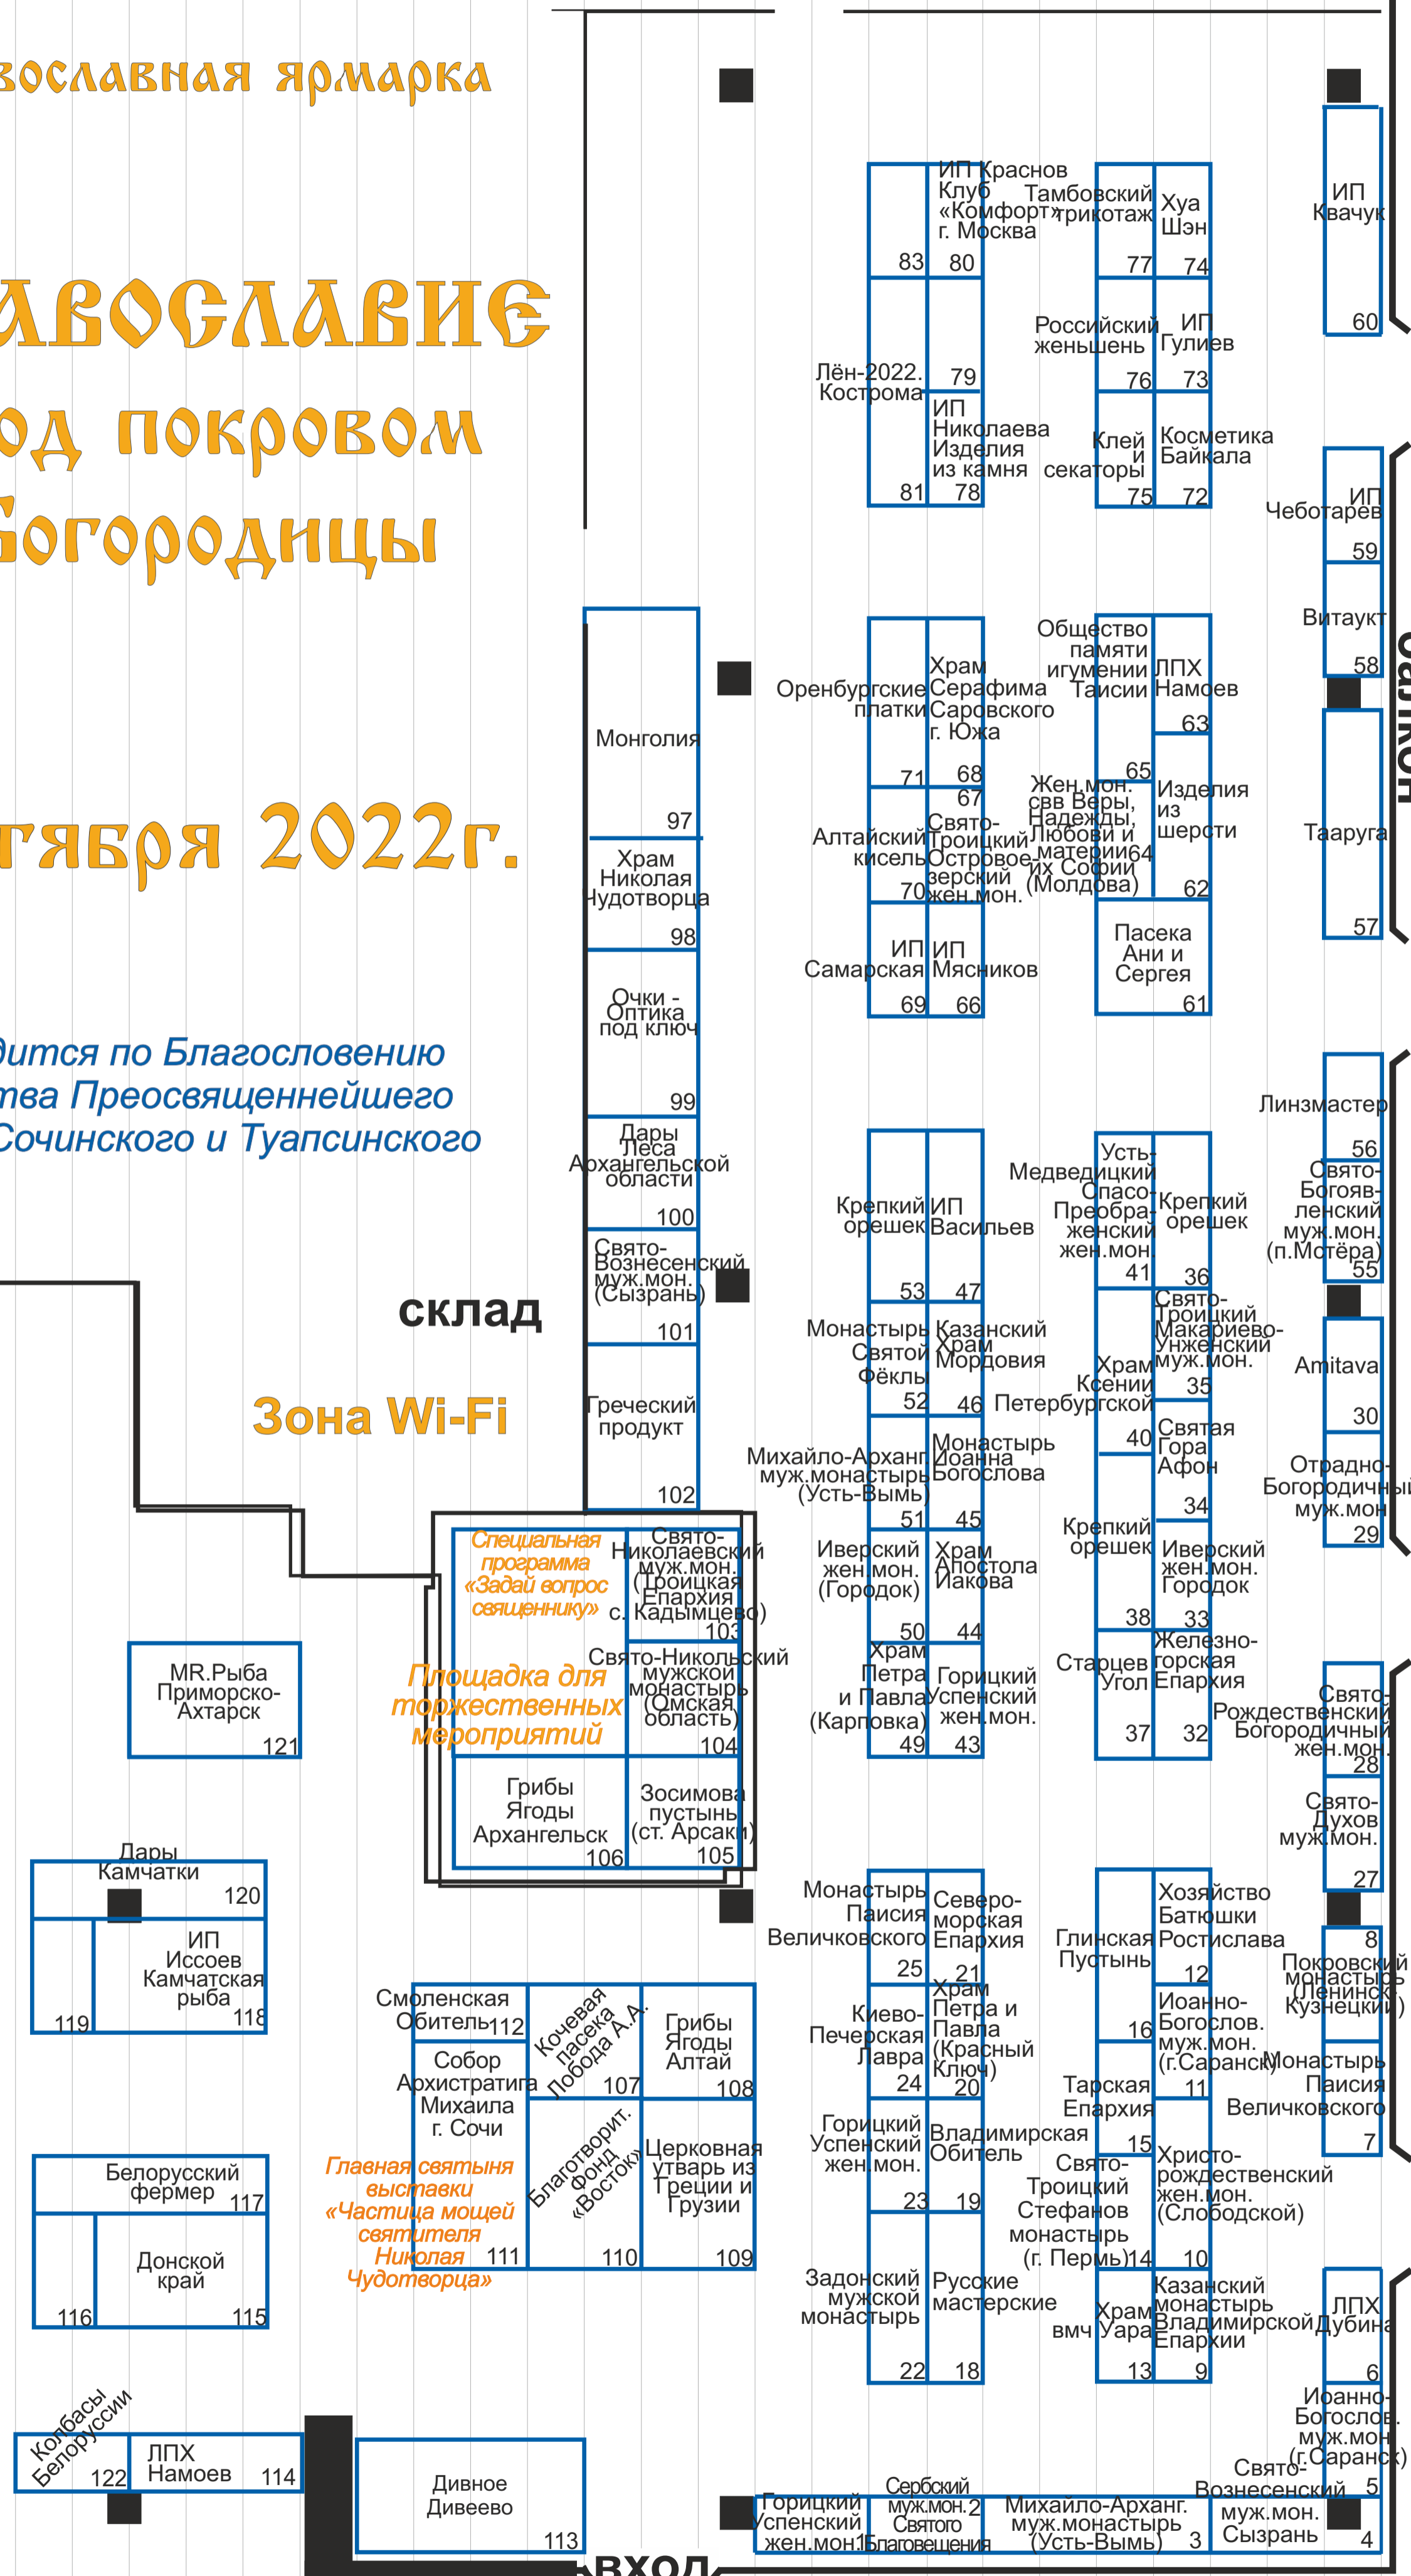 вославная ярмарка
АВОСЛАВИЕ
од покровом
Богородицы
тября 2022г.
дится по Благословению
тва Преосвященнейшего
Сочинского и Туапсинского
склад
Зона Wi-Fi
83
ИП Краснов
Клуб
«Комфорт»
г. Москва
80
Тамбовский
трикотаж
77
Хуа
Шэн
74
ИП
Квачук
60
Лён-2022.
Кострома
81
79
ИП
Николаева
Изделия
из камня
78
Российский
женьшень
76
ИП
Гулиев
73
Клей
и
секаторы
75
Косметика
Байкала
72
ИП
Чеботарев
59
Витаукт
58
балкон
Тааруга
57
Оренбургские
платки
71
Храм
Серафима
Саровского
г. Южа
68
Общество
памяти
игумении
Таисии
65
ЛПХ
Намоев
63
Алтайский
кисель
70
67
Свято-
Троицкий
Островое-
зерский
жен.мон.
Жен.мон.
свв Веры,
Надежды,
Любови и
материи
их Софии
(Молдова)
64
Изделия
из
шерсти
62
ИП
Самарская
69
ИП
Мясников
66
Пасека
Ани и
Сергея
61
Монголия
97
Храм
Николая
Чудотворца
98
Очки -
Оптика
под ключ
99
Дары
Леса
Архангельской
области
100
Свято-
Вознесенский
муж.мон.
(Сызрань)
101
Греческий
продукт
102
Крепкий
орешек
53
ИП
Васильев
47
Усть-
Медведицкий
Спасо-
Преобра-
женский
жен.мон.
41
Крепкий
орешек
36
Линзмастер
56
Свято-
Богояв-
ленский
муж.мон.
(п.Мстёра)
55
Монастырь
Святой
Фёклы
52
Казанский
Храм
Мордовия
46
Храм
Ксении
Петербургской
40
Свято-
Троицкий
Макариево-
Унженский
муж.мон.
35
Amitava
30
Михайло-Арханг.
муж.монастырь
(Усть-Вымь)
51
Монастырь
Иоанна
Богослова
45
Святая
Гора
Афон
34
Отрадно-
Богородичный
муж.мон
29
Иверский
жен.мон.
(Городок)
50
Храм
Апостола
Иакова
44
Крепкий
орешек
38
Иверский
жен.мон.
Городок
33
Храм
Петра
и Павла
(Карповка)
49
Горицкий
Успенский
жен.мон.
43
Старцев
Угол
37
Железно-
горская
Епархия
32
Свято-
Рождественский
Богородичный
жен.мон.
28
Свято-
Духов
муж.мон.
27
Специальная
программа
«Задай вопрос
священнику»
Площадка для
торжественных
мероприятий
Свято-
Николаевский
муж.мон.
(Троицкая
Епархия
с. Кадымцево)
103
Свято-Никольский
мужской
монастырь
(Омская
область)
104
Грибы
Ягоды
Архангельск
106
Зосимова
пустынь
(ст. Арсаки)
105
MR.Рыба
Приморско-
Ахтарск
121
Дары
Камчатки
120
119
ИП
Иссоев
Камчатская
рыба
118
Смоленская
Обитель
112
Собор
Архистратига
Михаила
г. Сочи
111
Главная святыня
выставки
«Частица мощей
святителя
Николая
Чудотворца»
Кочевая
пасека
Лобода А.А.
107
Грибы
Ягоды
Алтай
108
Благотворит.
Фонд
«Восток»
110
Церковная
утварь из
Греции и
Грузии
109
Белорусский
фермер
117
116
Донской
край
115
Колбасы
Белоруссии
122
ЛПХ
Намоев
114
Дивное
Дивеево
113
Монастырь
Паисия
Величковского
25
Северо-
морская
Епархия
21
Глинская
Пустынь
16
Хозяйство
Батюшки
Ростислава
12
8
Покровский
монастырь
(Ленинск-
Кузнецкий)
Киево-
Печерская
Лавра
24
Храм
Петра и
Павла
(Красный
Ключ)
20
Иоанно-
Богослов.
муж.мон.
(г.Саранск)
11
Монастырь
Паисия
Величковского
7
Тарская
Епархия
15
Горицкий
Успенский
жен.мон.
23
Владимирская
Обитель
19
Свято-
Троицкий
Стефанов
монастырь
(г. Пермь)
14
Христо-
рождественский
жен.мон.
(Слободской)
10
Задонский
мужской
монастырь
22
Русские
мастерские
18
Храм
вмч Уара
13
Казанский
монастырь
Владимирской
Епархии
9
ЛПХ
Дубина
6
Иоанно-
Богослов.
муж.мон
(г.Саранск)
5
Горицкий
Успенский
жен.мон.
1
Сербский
муж.мон.
Святого
Благовещения
2
Михайло-Арханг.
муж.монастырь
(Усть-Вымь)
3
Свято-
Вознесенский
муж.мон.
Сызрань
4
вход